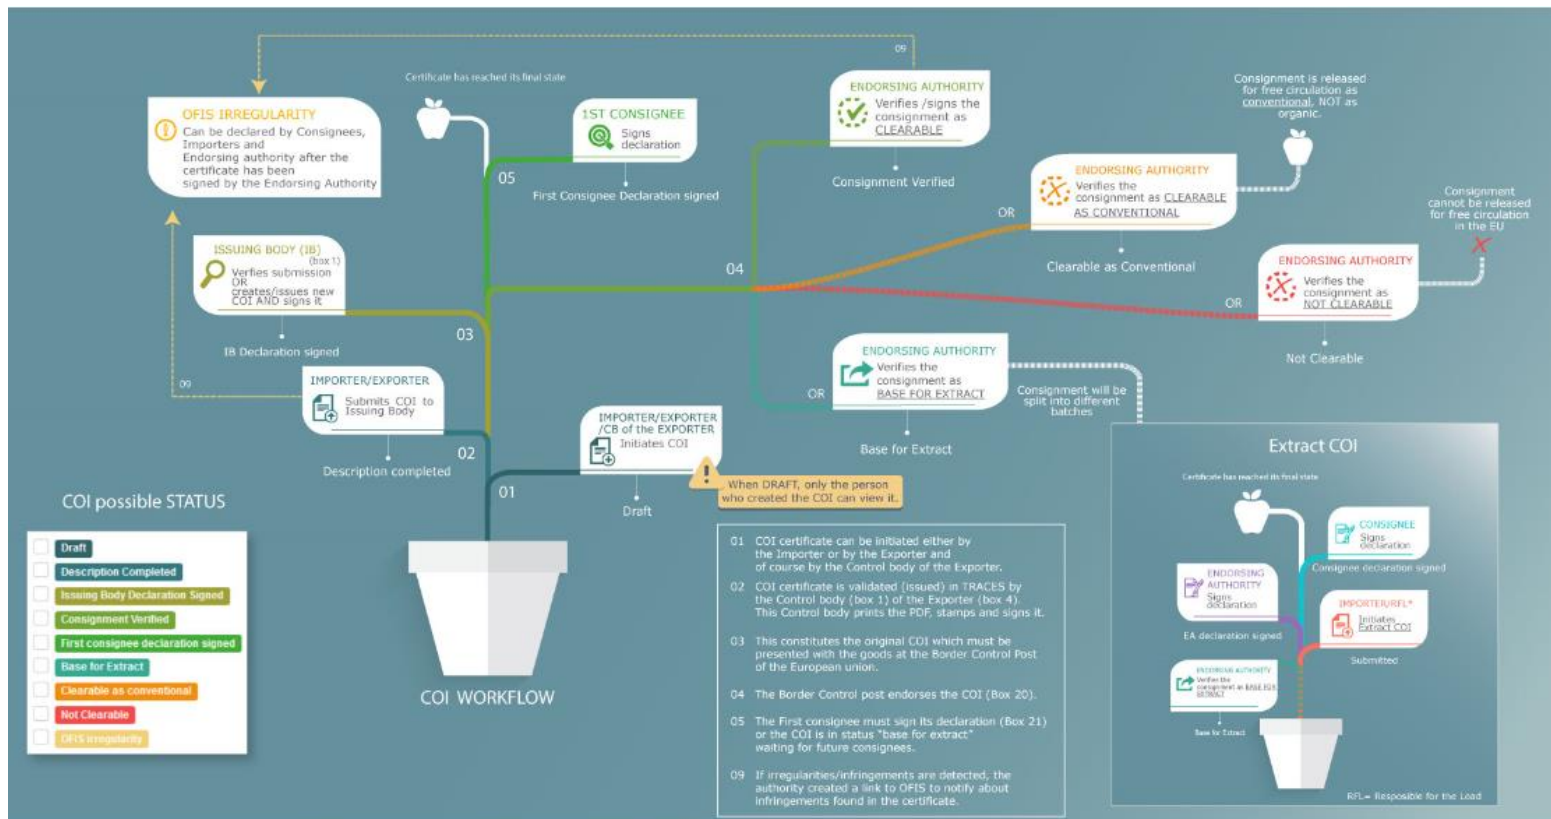 09
Certificate has reached its final state
OFIS IRREGULARITY
Can be declared by Consignees,
Importers and
Endorsing authority after the
certificate has been
signed by the Endorsing Authority
1ST CONSIGNEE
Signs
declaration
05
First Consignee Declaration signed
ENDORSING AUTHORITY
Verifies /signs the
consignment as
CLEARABLE
Consignment Verified
Consignment is released
for free circulation as
conventional, NOT as
organic.
OR
ENDORSING AUTHORITY
Verifies the
consignment as CLEARABLE
AS CONVENTIONAL
Clearable as Conventional
Consignment
cannot be released
for free circulation
in the EU
04
OR
ENDORSING AUTHORITY
Verifies the
consignment as
NOT CLEARABLE
Not Clearable
ISSUING BODY (IB)
(box 1)
Verfies submission
OR
creates/issues new
COI AND signs it
03
IB Declaration signed
09
IMPORTER/EXPORTER
Submits COI to
Issuing Body
02
Description completed
OR
ENDORSING AUTHORITY
Verifies the
consignment as
BASE FOR EXTRACT
Base for Extract
Consignment will be
split into different
batches
IMPORTER/EXPORTER
/CB of the EXPORTER
Initiates COI
01
Draft
When DRAFT, only the person
who created the COI can view it.
COI possible STATUS
Draft
Description Completed
Issuing Body Declaration Signed
Consignment Verified
First consignee declaration signed
Base for Extract
Clearable as conventional
Not Clearable
OFIS irregularity
COI WORKFLOW
01 COI certificate can be initiated either by
the Importer or by the Exporter and
of course by the Control body of the Exporter.
02 COI certificate is validated (issued) in TRACES by
the Control body (box 1) of the Exporter (box 4).
This Control body prints the PDF, stamps and signs it.
03 This constitutes the original COI which must be
presented with the goods at the Border Control Post
of the European union.
04 The Border Control post endorses the COI (Box 20).
05 The First consignee must sign its declaration (Box 21)
or the COI is in status "base for extract"
waiting for future consignees.
09 If irregularities/infringements are detected, the
authority created a link to OFIS to notify about
infringements found in the certificate.
Extract COI
Certificate has reached its final state
CONSIGNEE
Signs
declaration
Consignee declaration signed
ENDORSING
AUTHORITY
Signs
declaration
EA declaration signed
IMPORTER/RFL*
Initiates
Extract COI
Submitted
ENDORSING AUTHORITY
Verifies the
consignment as BASE FOR
EXTRACT
Base for Extract
RFL= Resposible for the Load